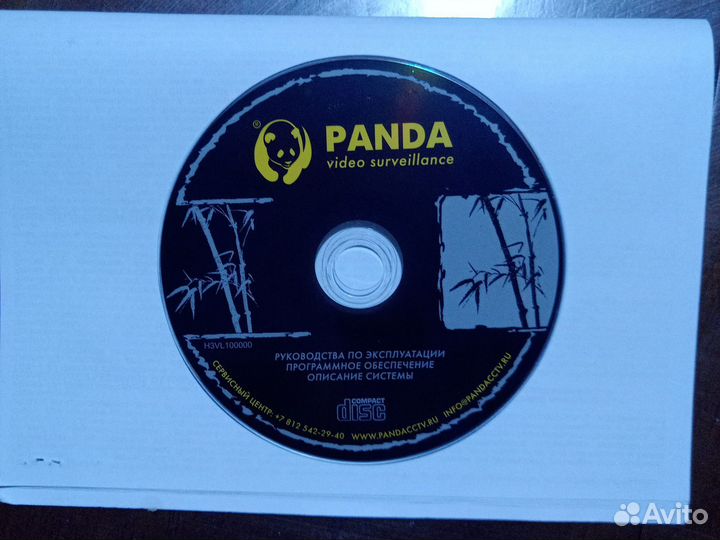 ® PANDA
video surveillance
H3VL100000
РУКОВОДСТВА ПО ЭКСПЛУАТАЦИИ
ПРОГРАММНОЕ ОБЕСПЕЧЕНИЕ
ОПИСАНИЕ СИСТЕМЫ
COMPACT
disc
СЕРВИСНЫЙ ЦЕНТР: +7 812 542-29-40 WWW.PANDACCTV.RU INFO@PANDACCTV.RU
Avito